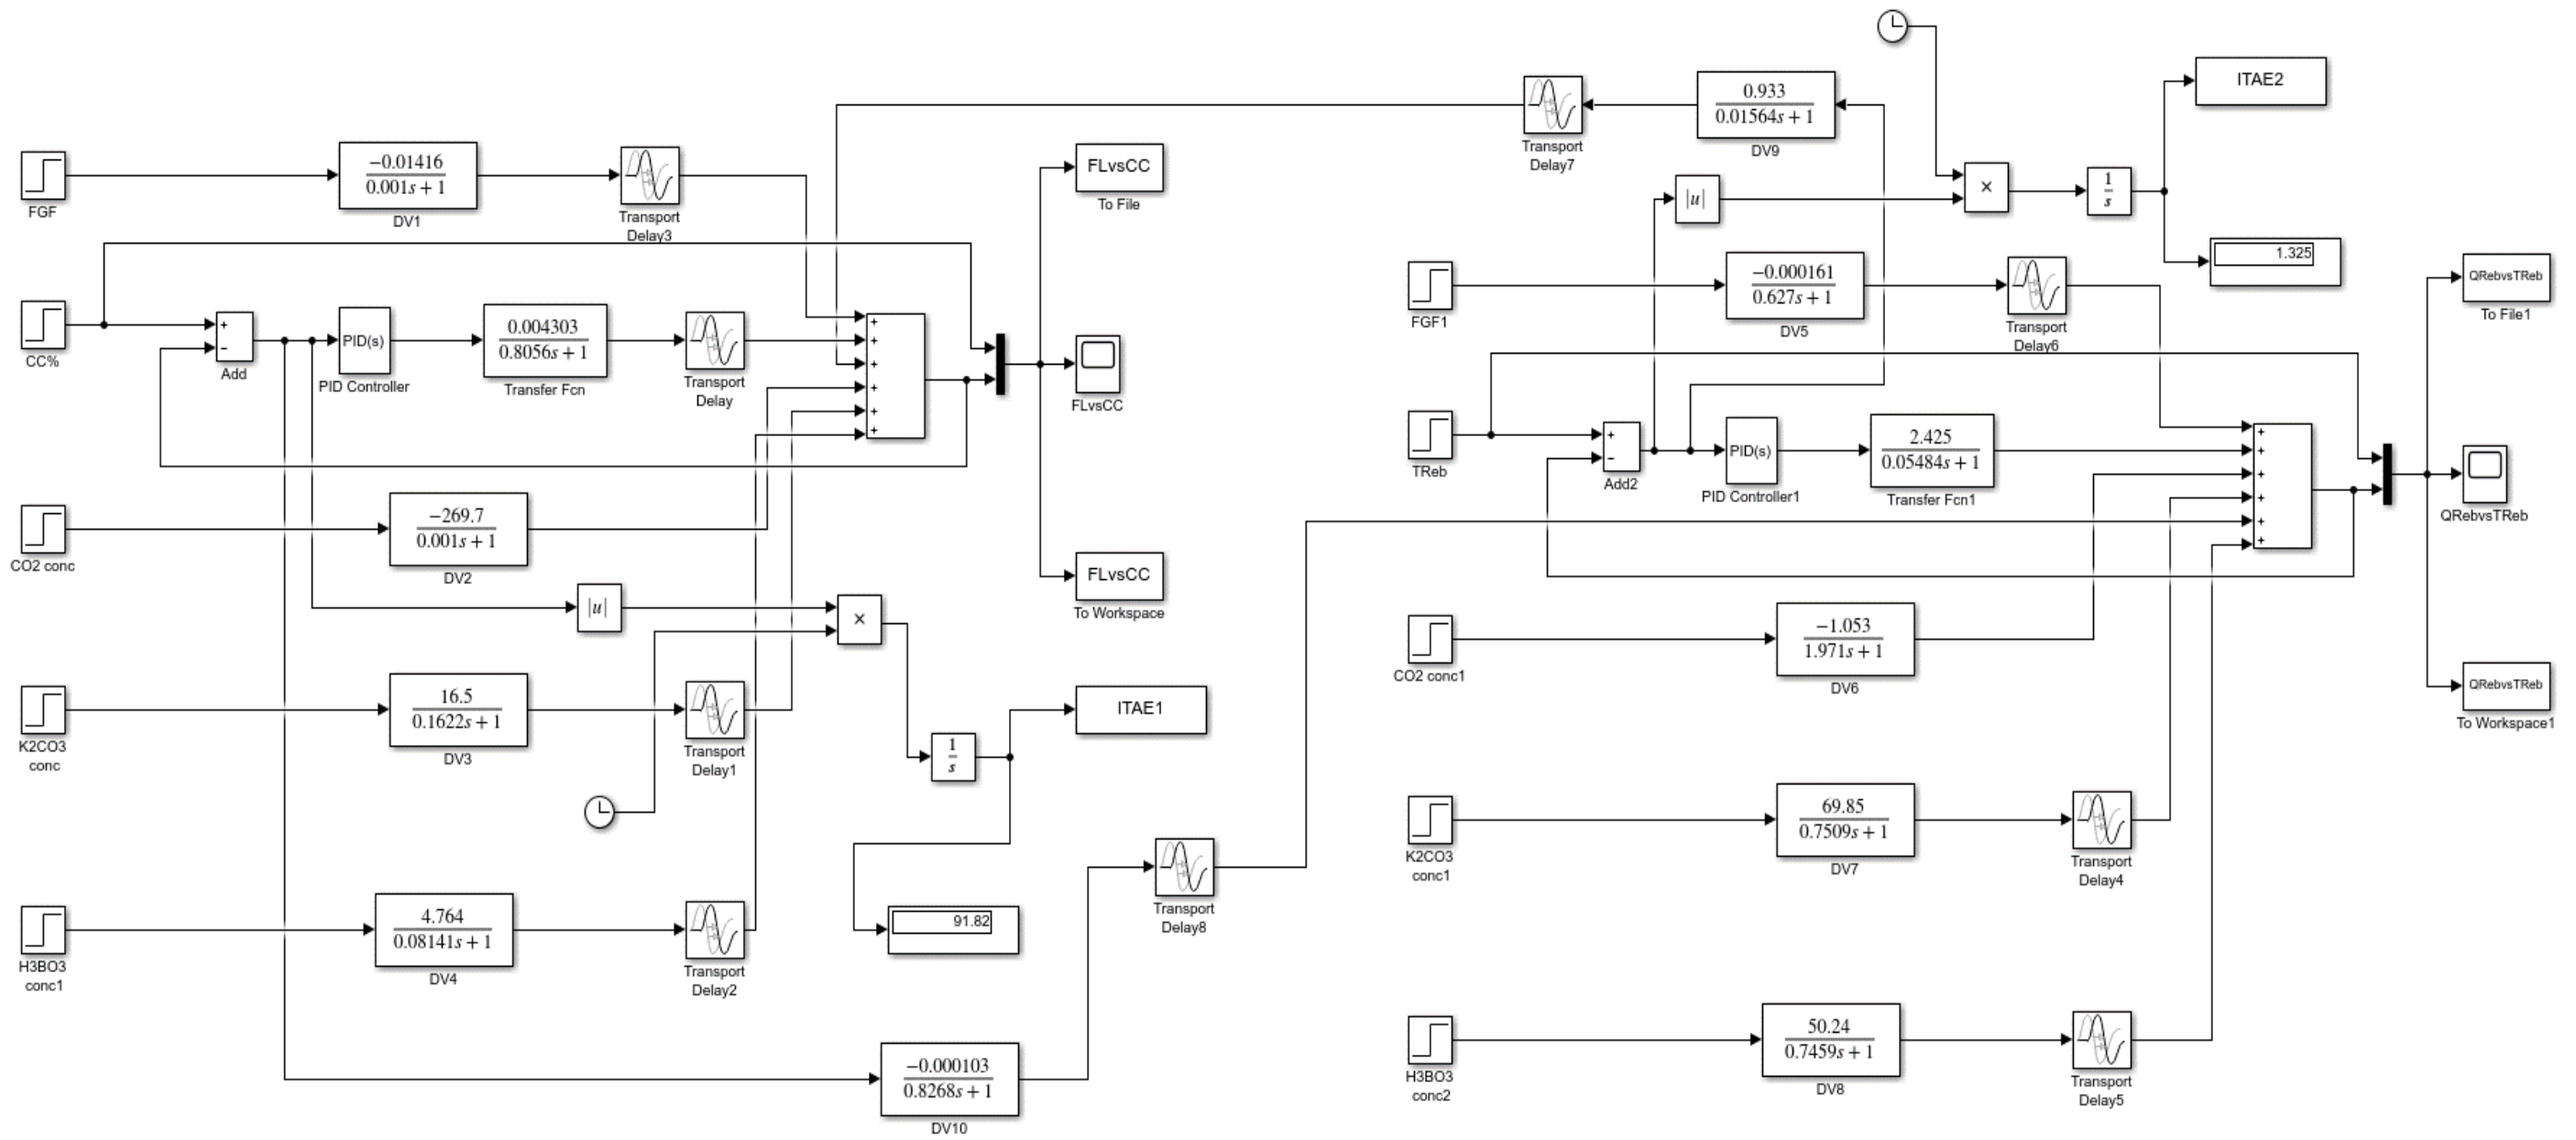 ITAE2
0.933
0.01564s + 1
DV9
Transport
Delay7
−0.01416
0.001s + 1
DV1
FGF
Transport
Delay3
FLvsCC
To File
|u|
×
1
s
1.325
FGF1
−0.000161
0.627s + 1
DV5
Transport
Delay6
QRebvsTReb
To File1
CC%
+
−
Add
PID(s)
PID Controller
0.004303
0.8056s + 1
Transfer Fcn
Transport
Delay
+
+
+
+
+
+
FLvsCC
TReb
+
−
Add2
PID(s)
PID Controller1
2.425
0.05484s + 1
Transfer Fcn1
+
+
+
+
+
+
QRebvsTReb
CO2 conc
−269.7
0.001s + 1
DV2
FLvsCC
To Workspace
|u|
×
CO2 conc1
−1.053
1.971s + 1
DV6
QRebvsTReb
To Workspace1
K2CO3
conc
16.5
0.1622s + 1
DV3
Transport
Delay1
1
s
ITAE1
K2CO3
conc1
69.85
0.7509s + 1
DV7
Transport
Delay4
H3BO3
conc1
4.764
0.08141s + 1
DV4
Transport
Delay2
91.82
Transport
Delay8
−0.000103
0.8268s + 1
DV10
H3BO3
conc2
50.24
0.7459s + 1
DV8
Transport
Delay5